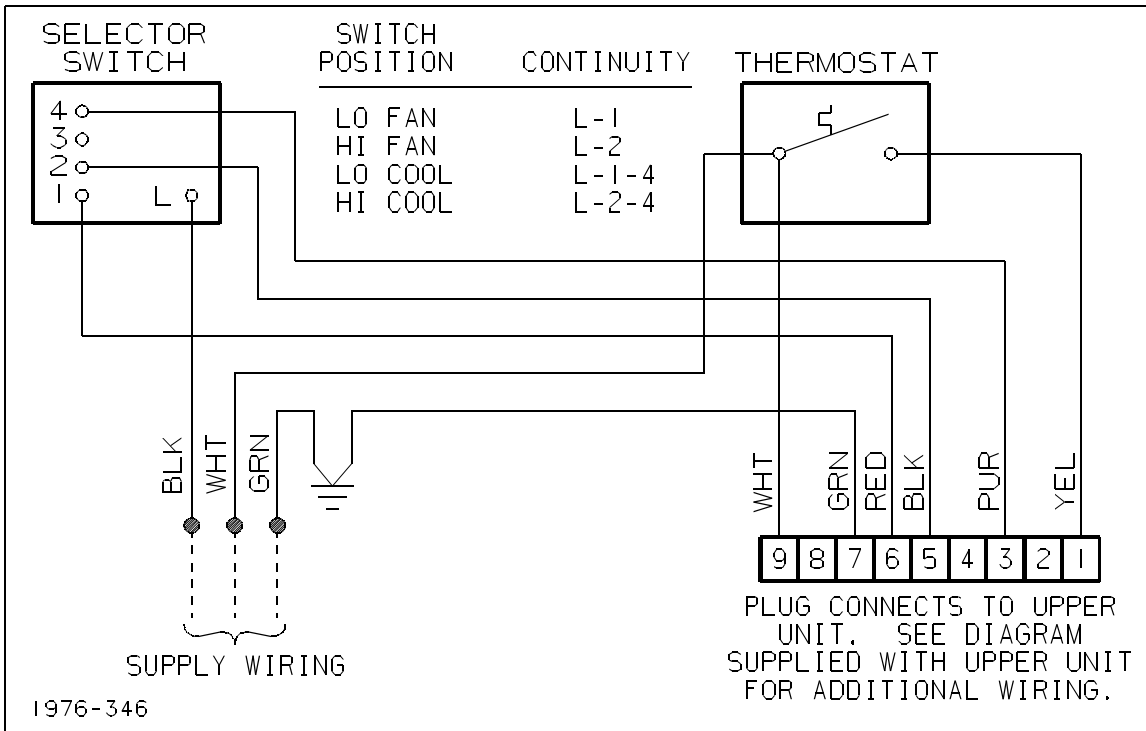 SELECTOR
SWITCH
4
3
2
1
L
SWITCH
POSITION CONTINUITY
LO FAN L-1
HI FAN L-2
LO COOL L-1-4
HI COOL L-2-4
THERMOSTAT
BLK
WHT
GRN
WHT
GRN
RED
BLK
PUR
YEL
9 8 7 6 5 4 3 2 1
PLUG CONNECTS TO UPPER
UNIT. SEE DIAGRAM
SUPPLIED WITH UPPER UNIT
FOR ADDITIONAL WIRING.
SUPPLY WIRING
1976-346